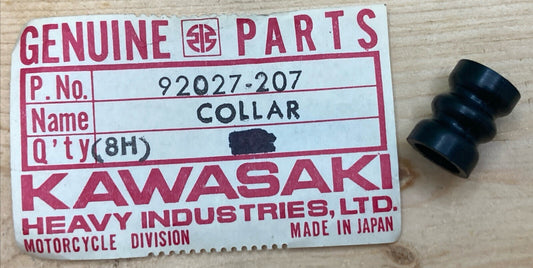 GENUINE PARTS
P. No. 92027-207
Name COLLAR
Q'ty (8H)
KAWASAKI
HEAVY INDUSTRIES, LTD.
MOTORCYCLE DIVISION MADE IN JAPAN